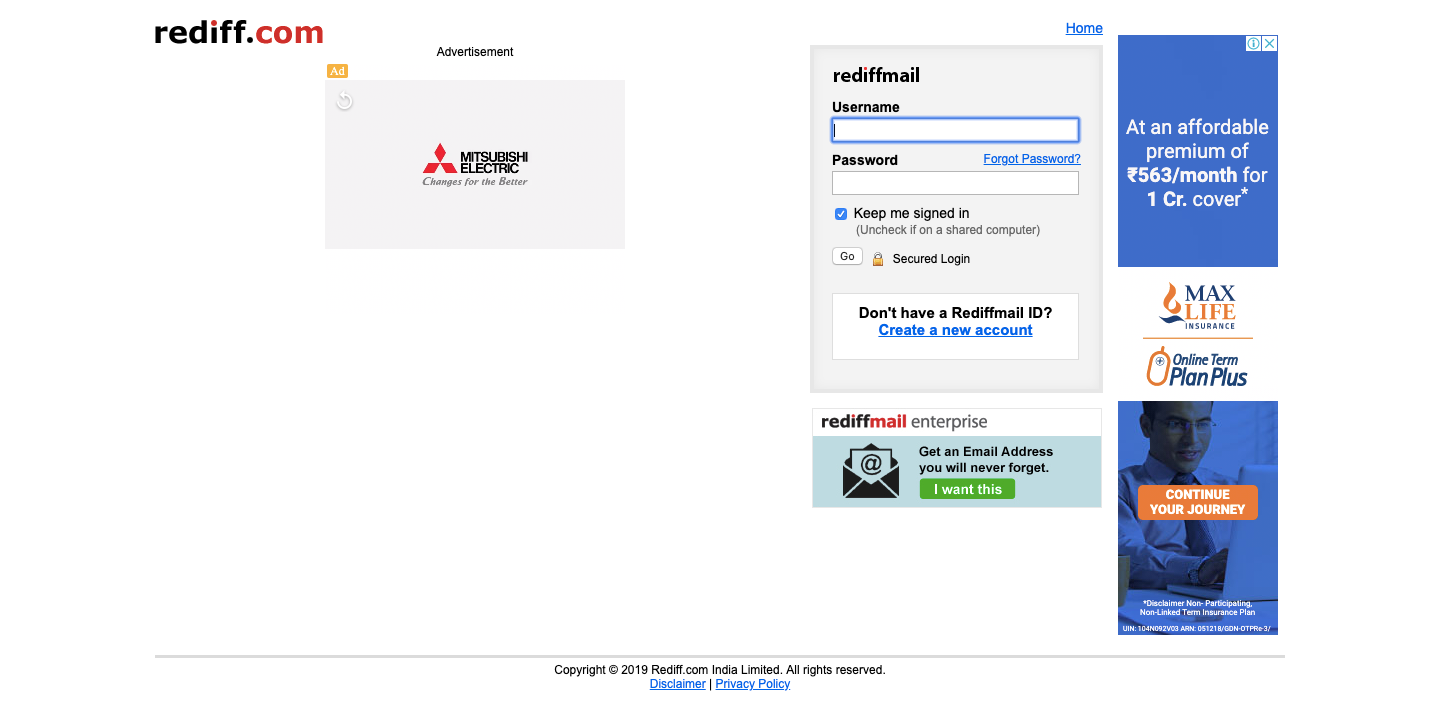 rediff.com
Home
Advertisement
Ad
MITSUBISHI
ELECTRIC
Changes for the Better
rediffmail
Username
Password
Forgot Password?
Keep me signed in
(Uncheck if on a shared computer)
Go
Secured Login
Don't have a Rediffmail ID?
Create a new account
rediffmail enterprise
Get an Email Address
you will never forget.
I want this
At an affordable
premium of
₹563/month for
1 Cr. cover*
MAX
LIFE
INSURANCE
Online Term
Plan Plus
CONTINUE
YOUR JOURNEY
*Disclaimer Non- Participating,
Non-Linked Term Insurance Plan
UIN: 104N092V03 ARN: 051218/GDN-OTPRe-3/
Copyright © 2019 Rediff.com India Limited. All rights reserved.
Disclaimer | Privacy Policy